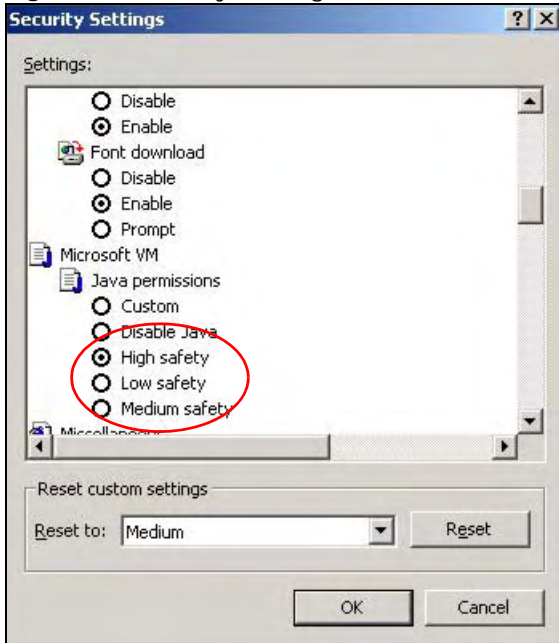 Security Settings
Settings:
Disable
Enable
Font download
Disable
Enable
Prompt
Microsoft VM
Java permissions
Custom
Disable Java
High safety
Low safety
Medium safety
Miscellaneous
Reset custom settings
Reset to: Medium Reset
OK Cancel